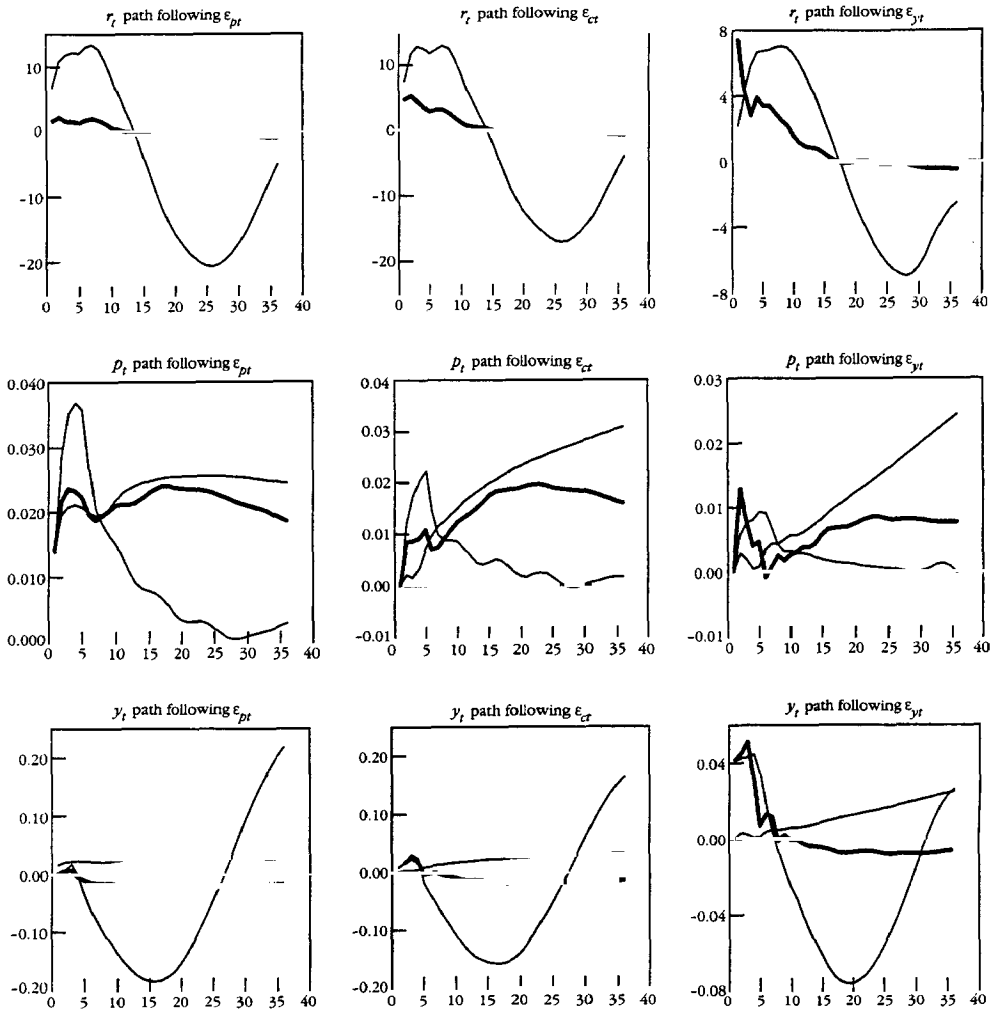 r_t path following ε_pt
10
0
-10
-20
0 5 10 15 20 25 30 35 40
r_t path following ε_ct
10
0
-10
-20
0 5 10 15 20 25 30 35 40
r_t path following ε_yt
8
4
0
-4
-8
0 5 10 15 20 25 30 35 40
p_t path following ε_pt
0.040
0.030
0.020
0.010
0.000
0 5 10 15 20 25 30 35 40
p_t path following ε_ct
0.04
0.03
0.02
0.01
0.00
-0.01
0 5 10 15 20 25 30 35 40
p_t path following ε_yt
0.03
0.02
0.01
0.00
-0.01
0 5 10 15 20 25 30 35 40
y_t path following ε_pt
0.20
0.10
0.00
-0.10
-0.20
0 5 10 15 20 25 30 35 40
y_t path following ε_ct
0.20
0.10
0.00
-0.10
-0.20
0 5 10 15 20 25 30 35 40
y_t path following ε_yt
0.04
0.00
-0.04
-0.08
0 5 10 15 20 25 30 35 40